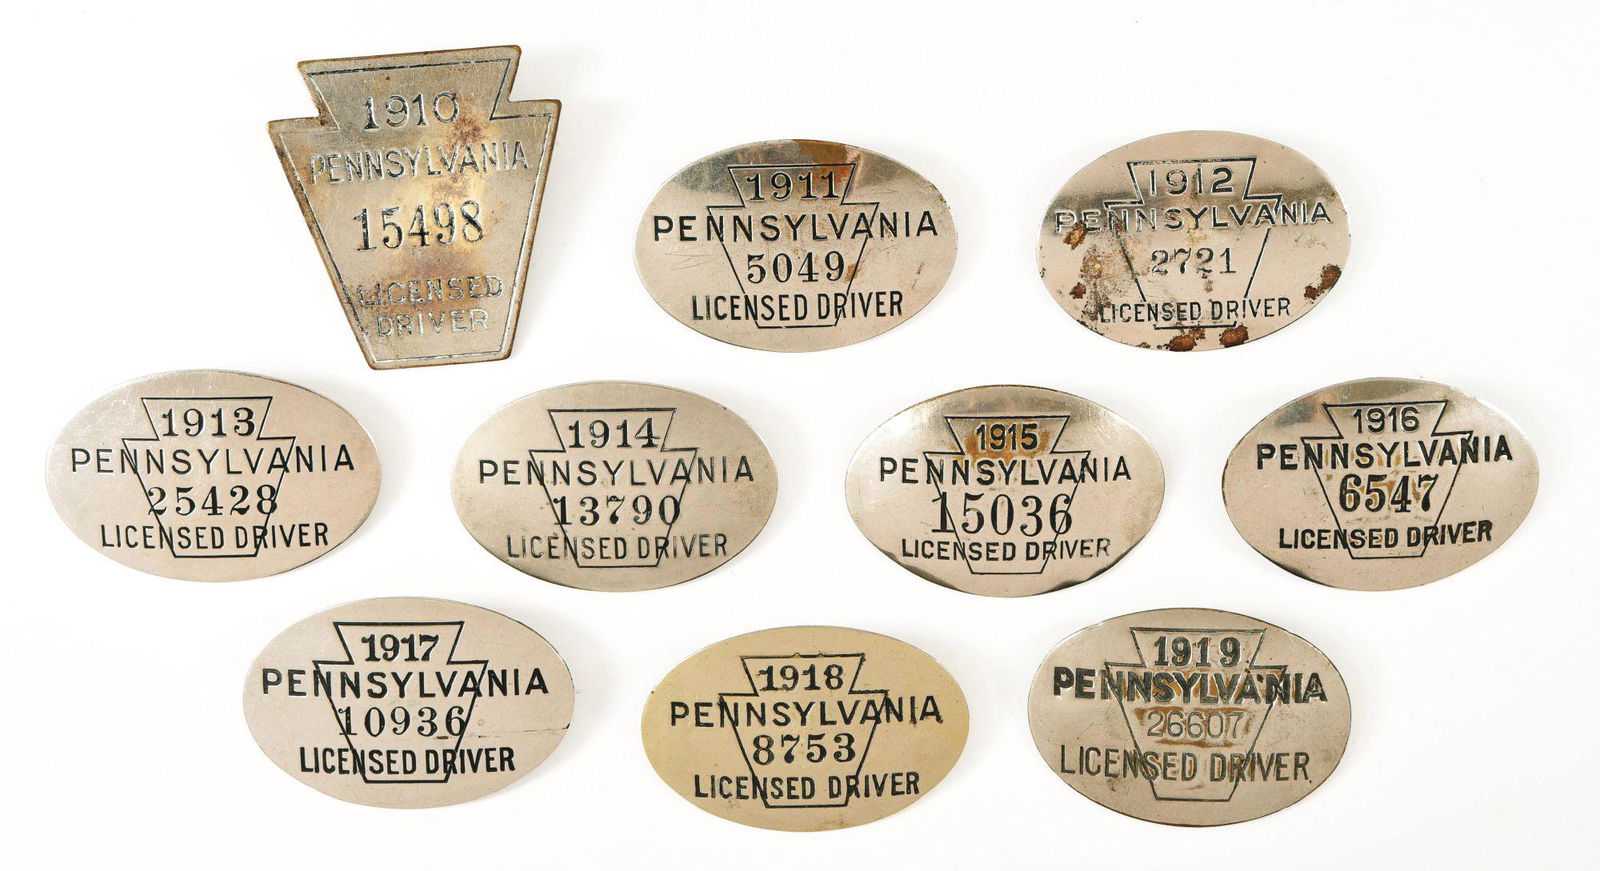 1910
PENNSYLVANIA
15498
LICENSED
DRIVER
1911
PENNSYLVANIA
5049
LICENSED DRIVER
1912
PENNSYLVANIA
2721
LICENSED DRIVER
1913
PENNSYLVANIA
25428
LICENSED DRIVER
1914
PENNSYLVANIA
13790
LICENSED DRIVER
1915
PENNSYLVANIA
15036
LICENSED DRIVER
1916
PENNSYLVANIA
6547
LICENSED DRIVER
1917
PENNSYLVANIA
10936
LICENSED DRIVER
1918
PENNSYLVANIA
8753
LICENSED DRIVER
1919
PENNSYLVANIA
26607
LICENSED DRIVER